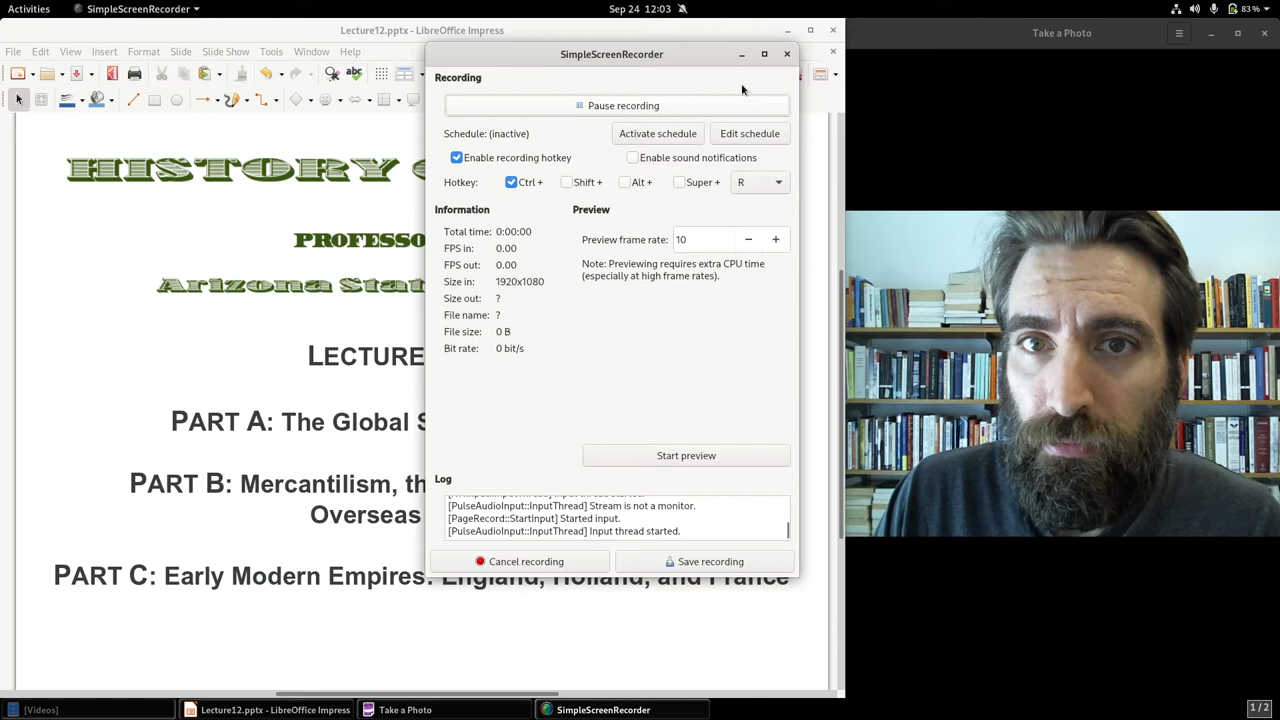 Activities SimpleScreenRecorder Sep 24 12:03 83 %
Lecture12.pptx - LibreOffice Impress
File Edit View Insert Format Slide Slide Show Tools Window Help
HISTORY
PROFESSO
Arizona Stat
LECTURE
PART A: The Global S
PART B: Mercantilism, th
Overseas
PART C: Early Modern Empires: England, Holland, and France
SimpleScreenRecorder
Recording
Pause recording
Schedule: (inactive) Activate schedule Edit schedule
Enable recording hotkey Enable sound notifications
Hotkey: Ctrl + Shift + Alt + Super + R
Information Preview
Total time: 0:00:00
FPS in: 0.00
FPS out: 0.00
Size in: 1920x1080
Size out: ?
File name: ?
File size: 0 B
Bit rate: 0 bit/s
Preview frame rate: 10
Note: Previewing requires extra CPU time
(especially at high frame rates).
Start preview
Log
[PulseAudioInput::InputThread] Stream is not a monitor.
[PageRecord::StartInput] Started input.
[PulseAudioInput::InputThread] Input thread started.
Cancel recording Save recording
Take a Photo
[Videos] Lecture12.pptx - LibreOffice Impress Take a Photo SimpleScreenRecorder 1/2